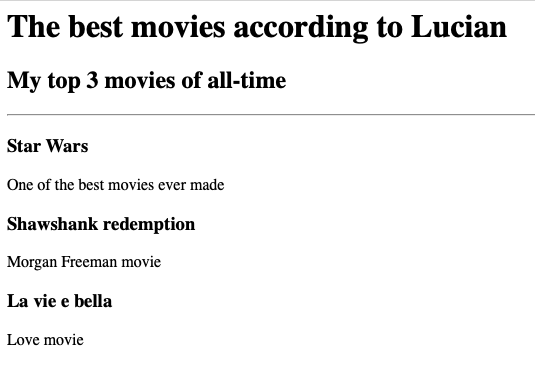 The best movies according to Lucian
My top 3 movies of all-time
Star Wars
One of the best movies ever made
Shawshank redemption
Morgan Freeman movie
La vie e bella
Love movie